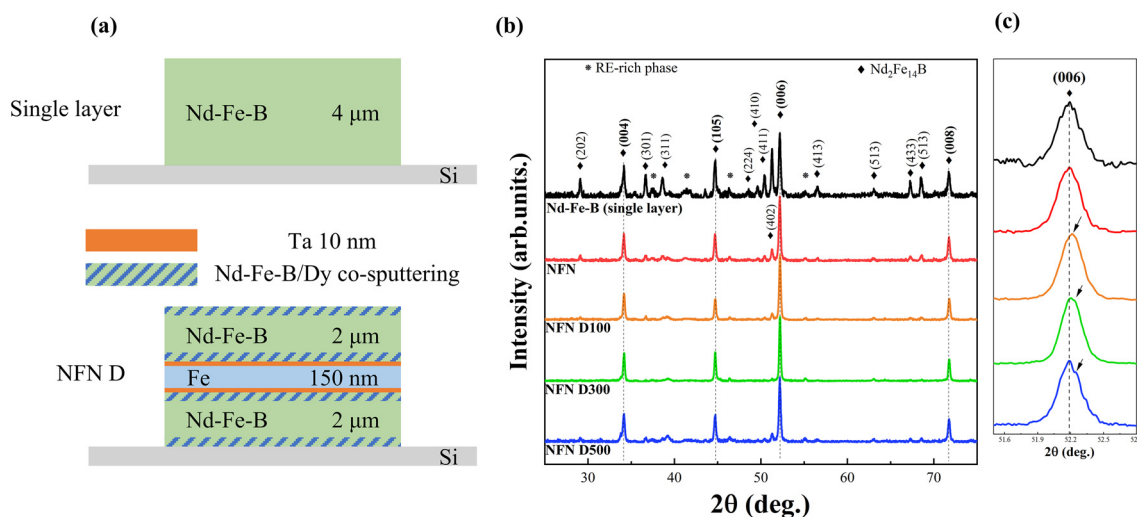 (a)
Single layer
Nd-Fe-B 4 μm
Si
Ta 10 nm
Nd-Fe-B/Dy co-sputtering
NFN D
Nd-Fe-B 2 μm
Fe 150 nm
Nd-Fe-B 2 μm
Si
(b)
Intensity (arb.units.)
* RE-rich phase
♦ Nd₂Fe₁₄B
(202)
(004)
(301)
*
(311)
*
(105)
*
(224)
(410)
(411)
(402)
(006)
*
(413)
(513)
(433)
(513)
(008)
Nd-Fe-B (single layer)
NFN
NFN D100
NFN D300
NFN D500
30 40 50 60 70
2θ (deg.)
(c)
(006)
51.6 51.9 52.2 52.5 52
2θ (deg.)